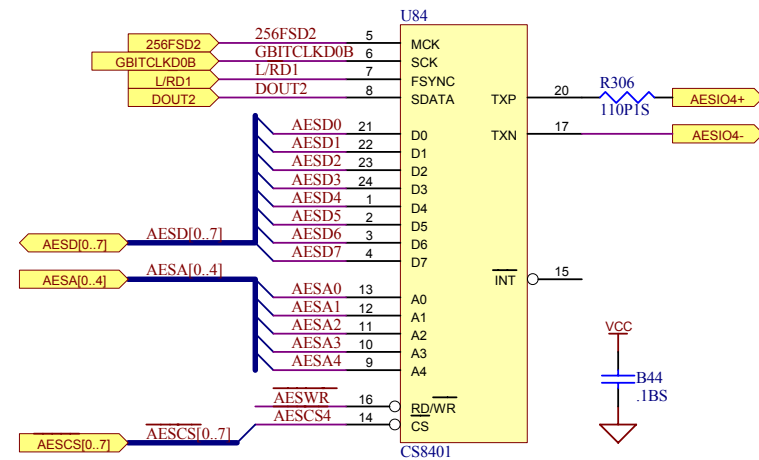 U84
256FSD2 256FSD2 5 MCK
GBITCLKD0B GBITCLKD0B 6 SCK
L/RD1 L/RD1 7 FSYNC
DOUT2 DOUT2 8 SDATA
TXP 20 R306 110P1S AESIO4+
TXN 17 AESIO4-
AESD0 21 D0
AESD1 22 D1
AESD2 23 D2
AESD3 24 D3
AESD4 1 D4
AESD5 2 D5
AESD6 3 D6
AESD7 4 D7
AESD[0..7] AESD[0..7]
AESA[0..4] AESA[0..4]
INT 15
AESA0 13 A0
AESA1 12 A1
AESA2 11 A2
AESA3 10 A3
AESA4 9 A4
VCC
B44
.1BS
AESWR 16 RD/WR
AESCS4 14 CS
AESCS[0..7] AESCS[0..7]
CS8401